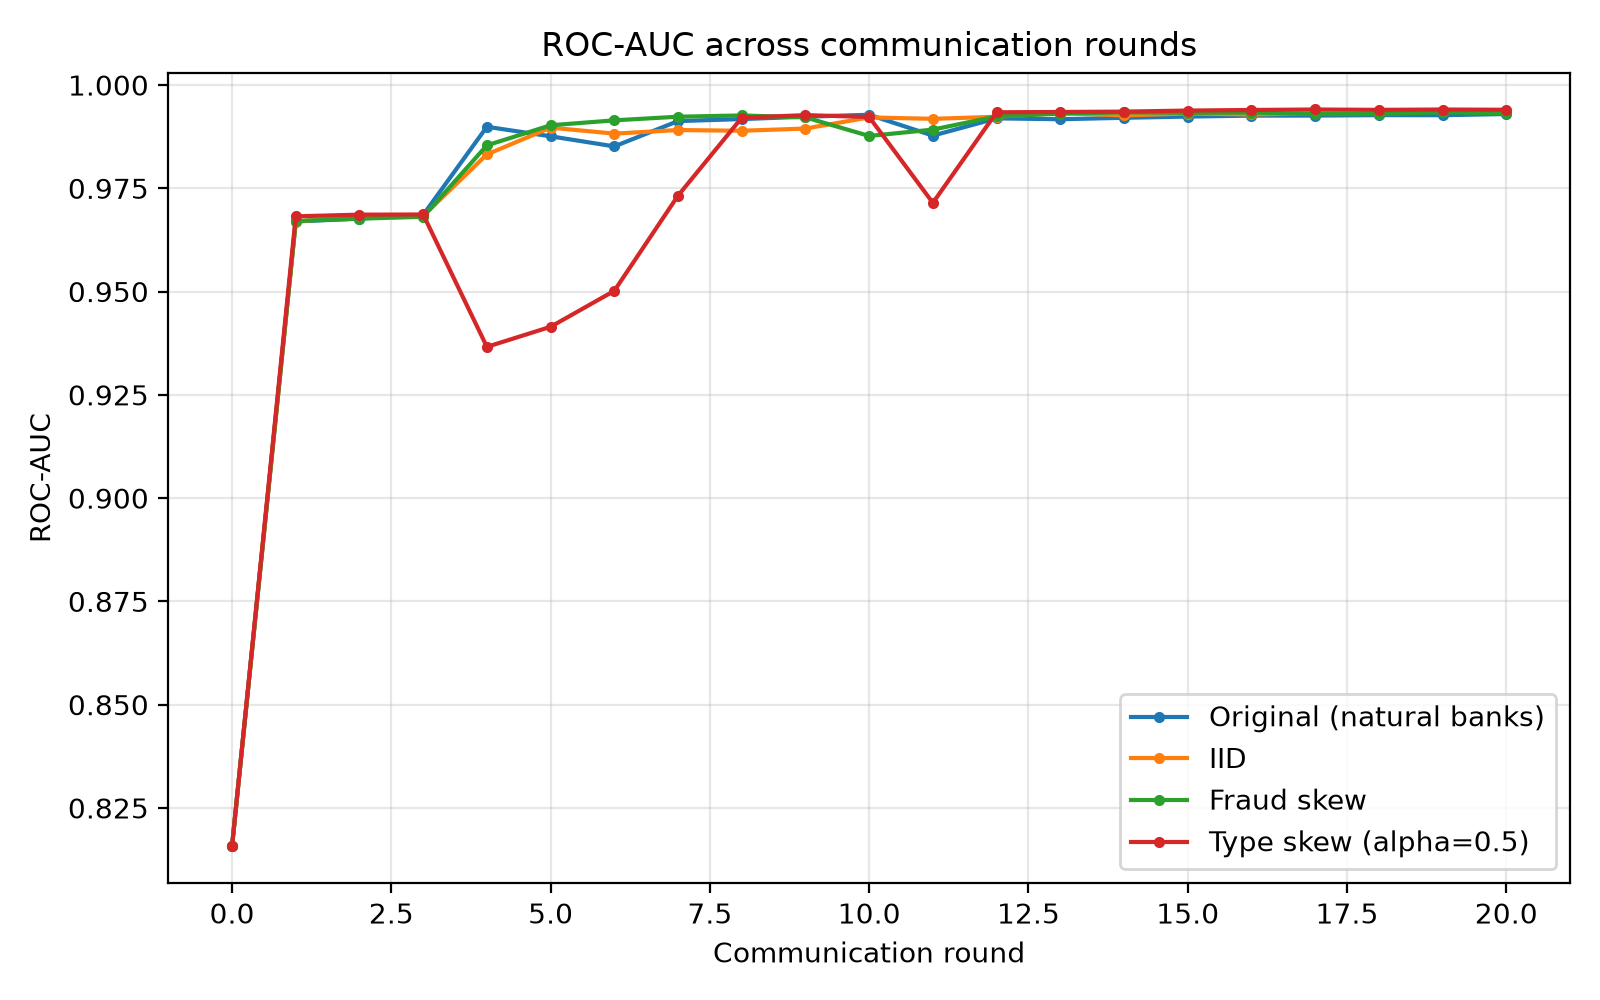 ROC-AUC across communication rounds
1.000
0.975
0.950
0.925
0.900
0.875
0.850
0.825
ROC-AUC
Original (natural banks)
IID
Fraud skew
Type skew (alpha=0.5)
0.0 2.5 5.0 7.5 10.0 12.5 15.0 17.5 20.0
Communication round